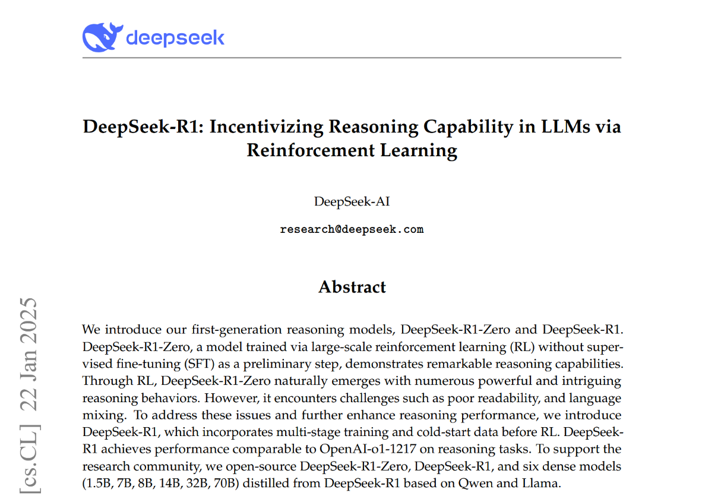 deepseek
DeepSeek-R1: Incentivizing Reasoning Capability in LLMs via
Reinforcement Learning
DeepSeek-AI
research@deepseek.com
Abstract
We introduce our first-generation reasoning models, DeepSeek-R1-Zero and DeepSeek-R1.
DeepSeek-R1-Zero, a model trained via large-scale reinforcement learning (RL) without super-
vised fine-tuning (SFT) as a preliminary step, demonstrates remarkable reasoning capabilities.
Through RL, DeepSeek-R1-Zero naturally emerges with numerous powerful and intriguing
reasoning behaviors. However, it encounters challenges such as poor readability, and language
mixing. To address these issues and further enhance reasoning performance, we introduce
DeepSeek-R1, which incorporates multi-stage training and cold-start data before RL. DeepSeek-
R1 achieves performance comparable to OpenAI-o1-1217 on reasoning tasks. To support the
research community, we open-source DeepSeek-R1-Zero, DeepSeek-R1, and six dense models
(1.5B, 7B, 8B, 14B, 32B, 70B) distilled from DeepSeek-R1 based on Qwen and Llama.
[cs.CL] 22 Jan 2025